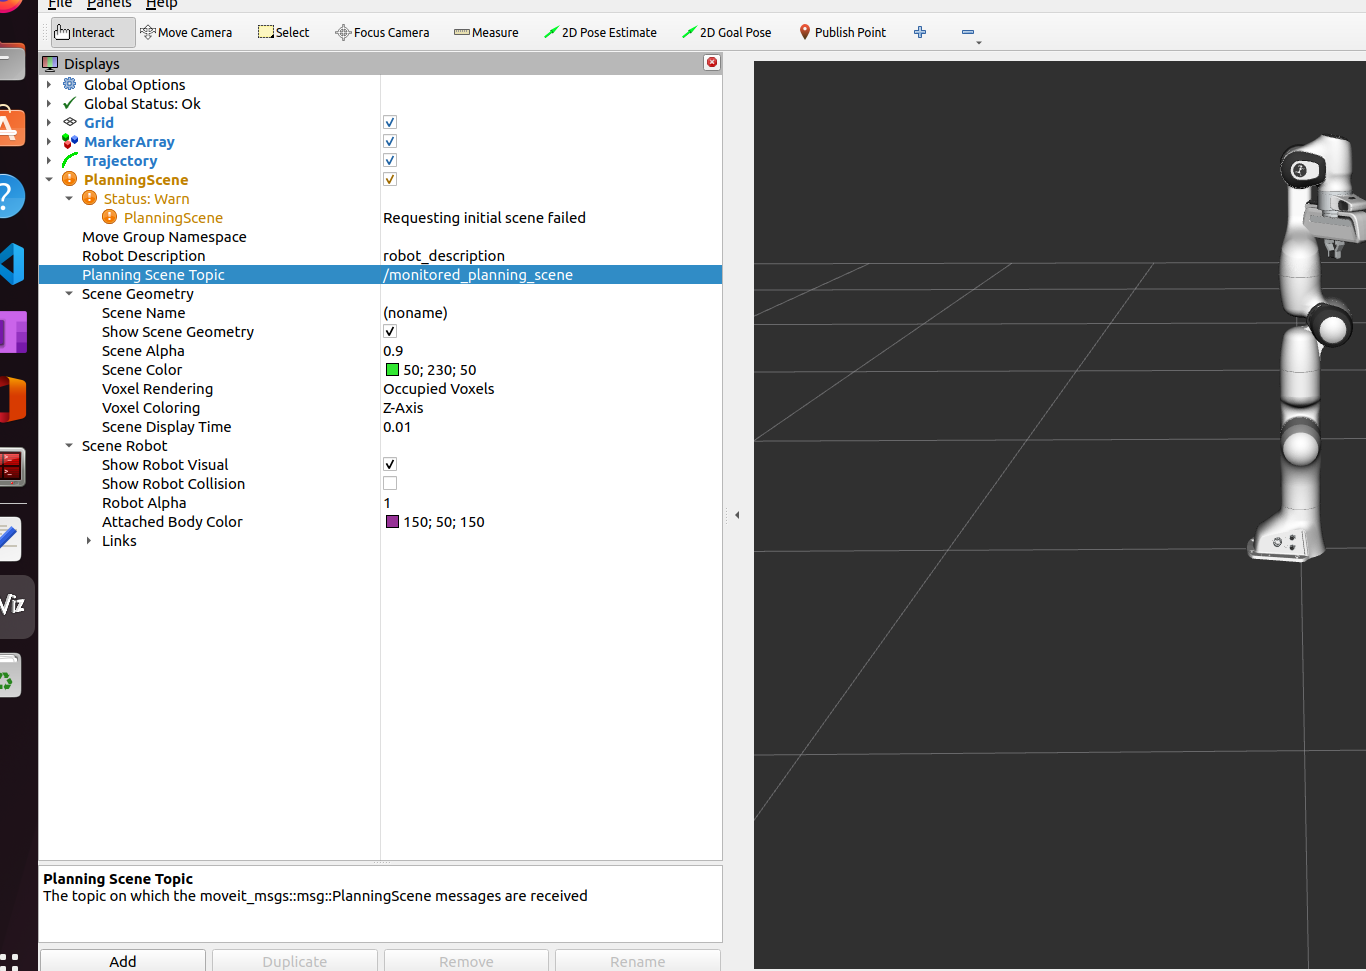 File Panels Help
Interact Move Camera Select Focus Camera Measure 2D Pose Estimate 2D Goal Pose Publish Point
Displays
Global Options
Global Status: Ok
Grid
MarkerArray
Trajectory
PlanningScene
Status: Warn
PlanningScene Requesting initial scene failed
Move Group Namespace
Robot Description robot_description
Planning Scene Topic /monitored_planning_scene
Scene Geometry
Scene Name (noname)
Show Scene Geometry
Scene Alpha 0.9
Scene Color 50; 230; 50
Voxel Rendering Occupied Voxels
Voxel Coloring Z-Axis
Scene Display Time 0.01
Scene Robot
Show Robot Visual
Show Robot Collision
Robot Alpha 1
Attached Body Color 150; 50; 150
Links
Planning Scene Topic
The topic on which the moveit_msgs::msg::PlanningScene messages are received
Add Duplicate Remove Rename